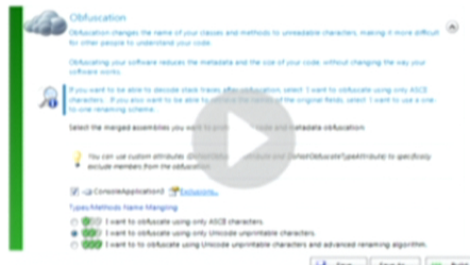 Obfuscation
Obfuscation changes the name of your classes and methods to unreadable characters, making it more difficult
for other people to understand your code.
Obfuscating your software reduces the metadata and the size of your code, without changing the way your
software works.
If you want to be able to decode stack traces after obfuscation, select 'I want to obfuscate using only ASCII
characters'. If you also want to be able to the names of the original fields, select 'I want to use a one-
to-one renaming scheme'.
Select the merged assemblies you want to and metadata obfuscation.
You can use custom attributes and DoNotObfuscateTypeAttribute) to specifically
exclude members from the obfuscation.
ConsoleApplication3 Exclusions...
Types/Methods Name Mangling
I want to obfuscate using only ASCII characters.
I want to obfuscate using only Unicode unprintable characters.
I want to to obfuscate using Unicode unprintable characters and advanced renaming algorithm.